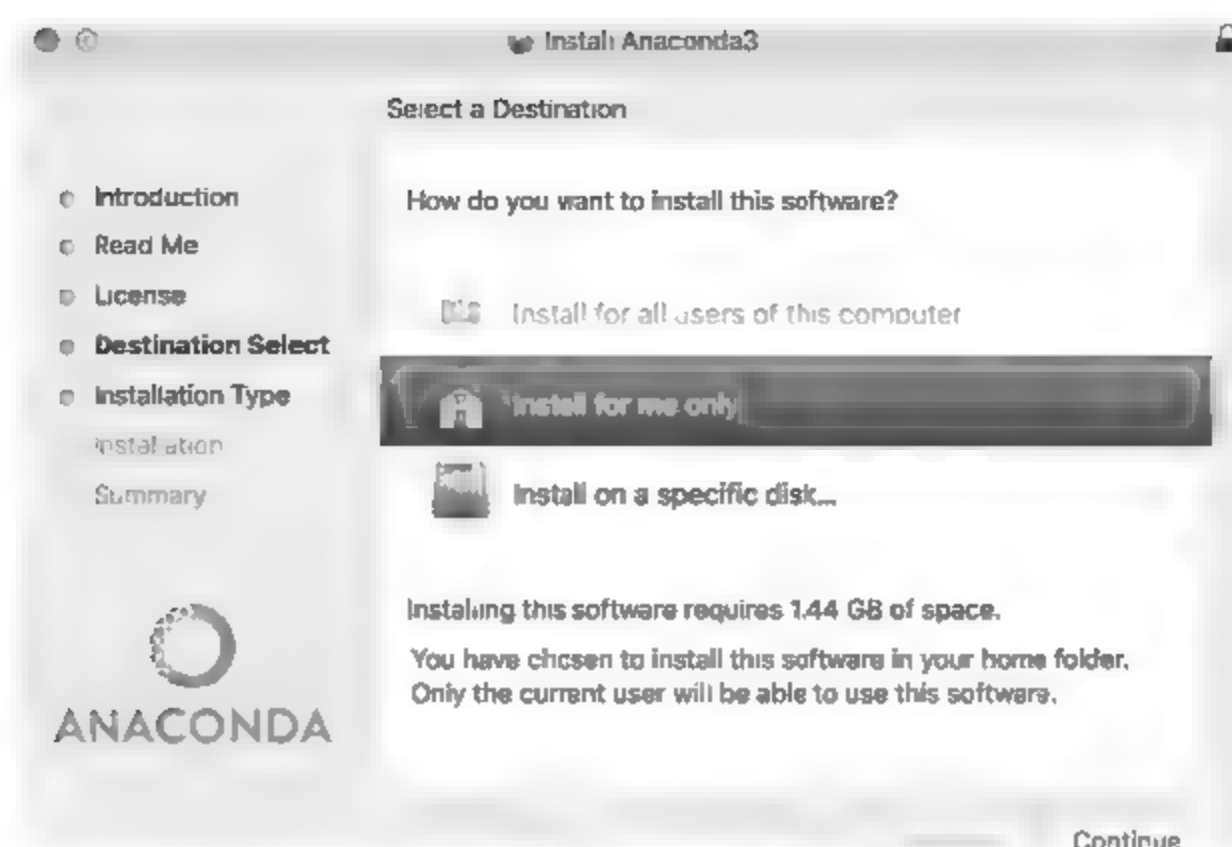 Install Anaconda3
Select a Destination
Introduction
Read Me
License
Destination Select
Installation Type
Installation
Summary
ANACONDA
How do you want to install this software?
Install for all users of this computer
Install for me only
Install on a specific disk...
Installing this software requires 1.44 GB of space.
You have chosen to install this software in your home folder.
Only the current user will be able to use this software.
Continue